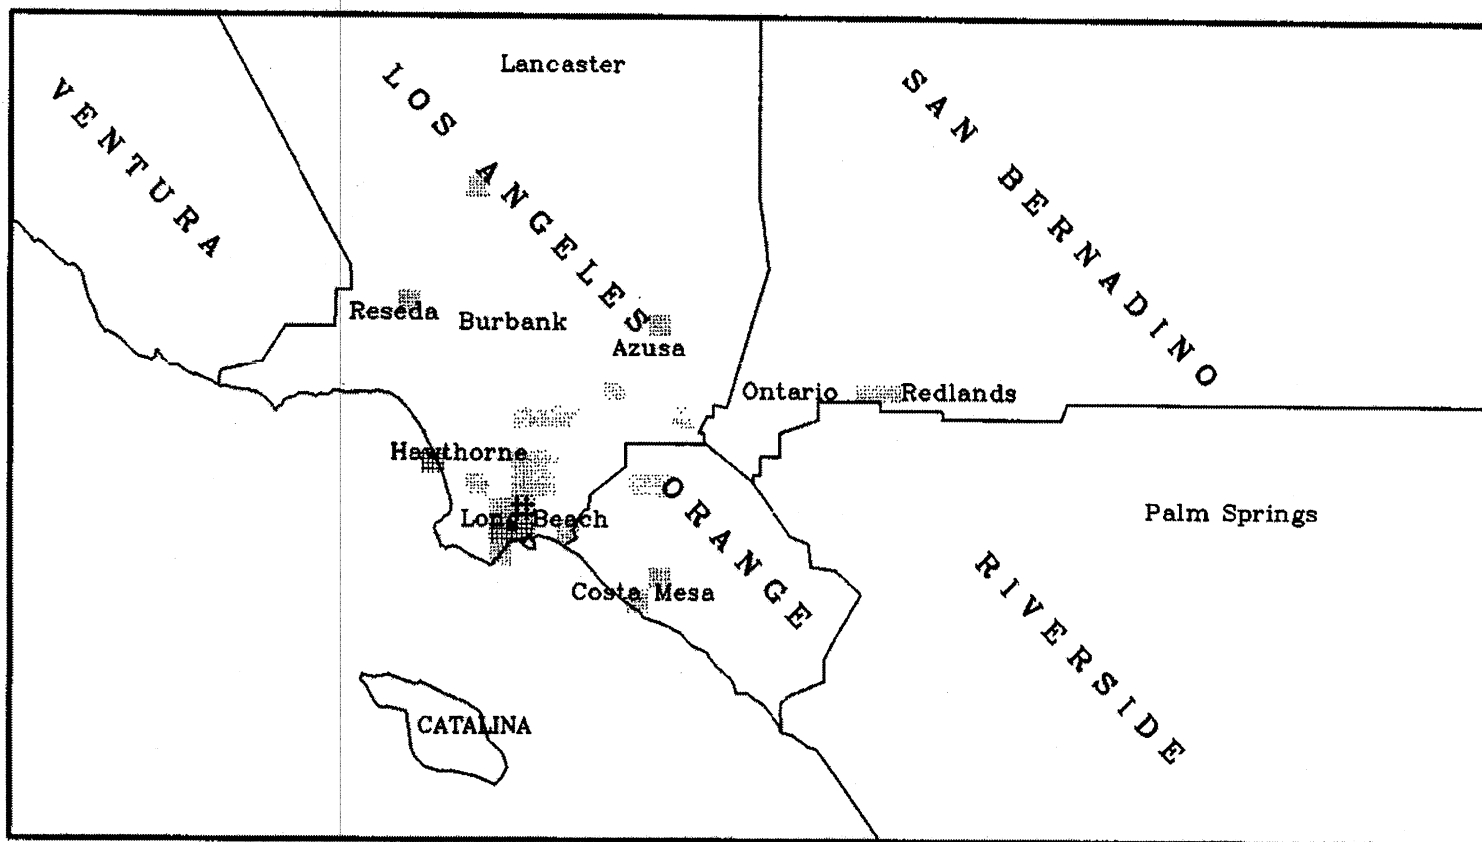 Lancaster
VENTURA
LOS ANGELES
SAN BERNADINO
Reseda
Burbank
Azusa
Ontario
Redlands
Hawthorne
Long Beach
ORANGE
Palm Springs
Costa Mesa
RIVERSIDE
CATALINA